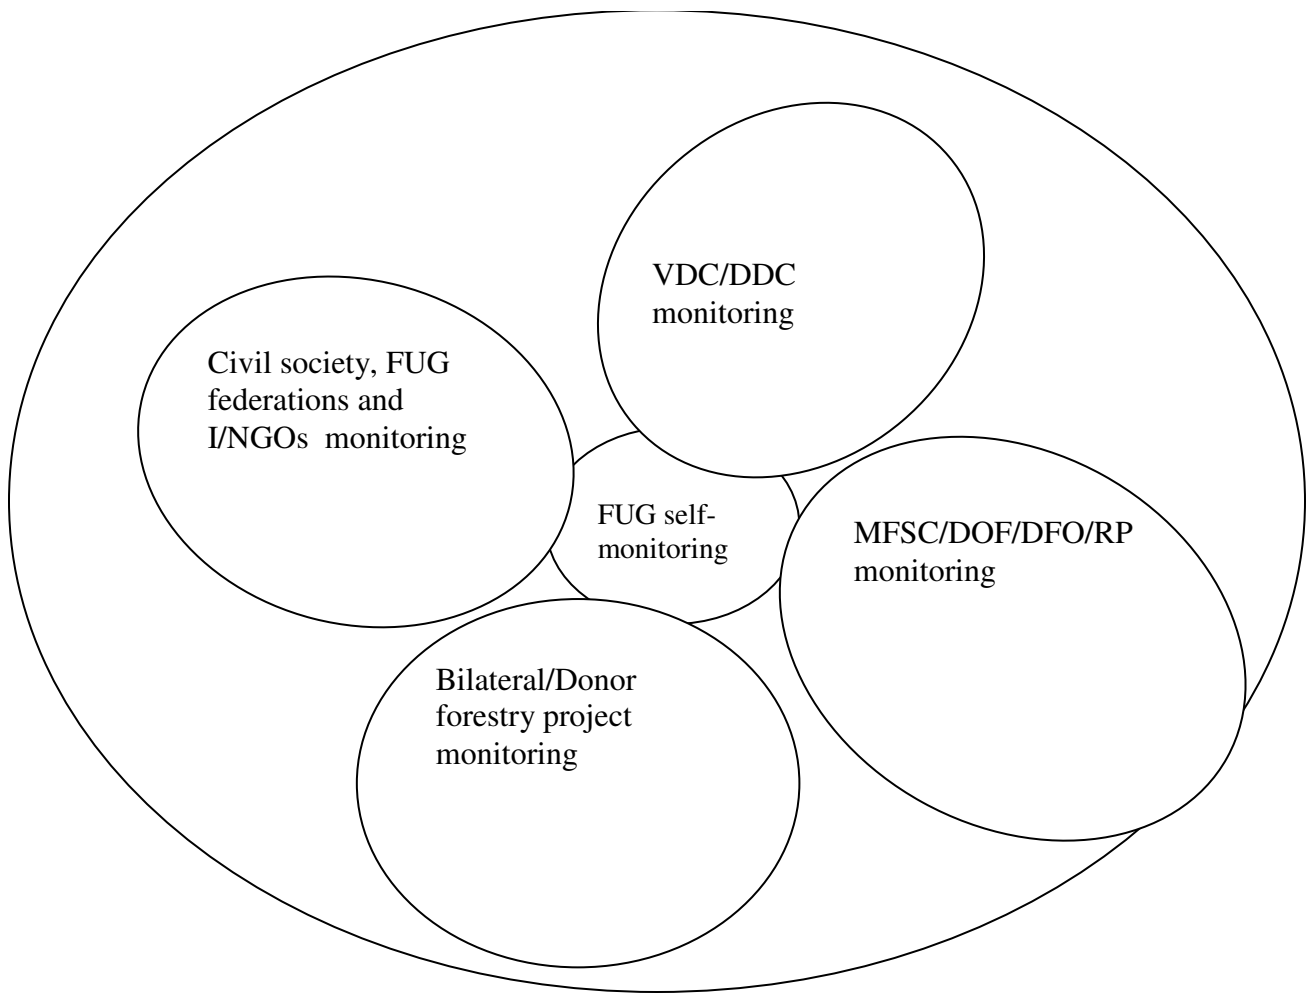 VDC/DDC
monitoring
Civil society, FUG
federations and
I/NGOs  monitoring
FUG self-
monitoring
MFSC/DOF/DFO/RP
monitoring
Bilateral/Donor
forestry project
monitoring